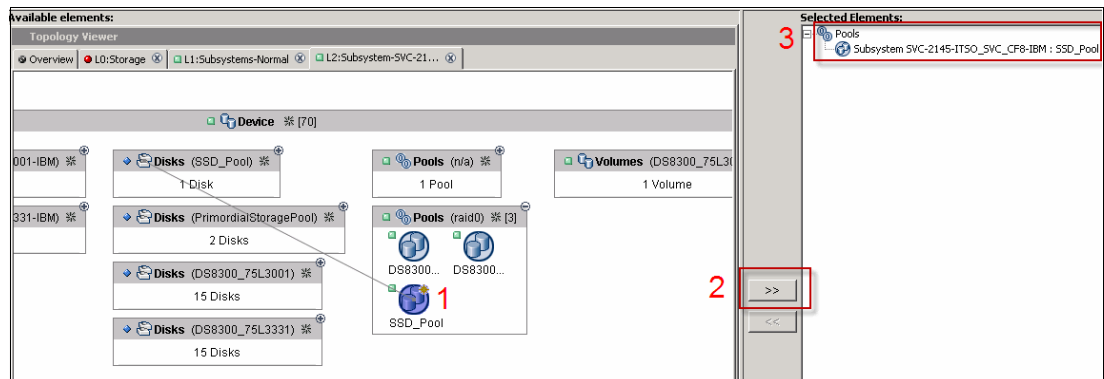 Available elements:
Topology Viewer
Overview L0:Storage L1:Subsystems-Normal L2:Subsystem-SVC-21...
Device [70]
001-IBM)
Disks (SSD_Pool)
1 Disk
Pools (n/a)
1 Pool
Volumes (DS8300_75L30
1 Volume
331-IBM)
Disks (PrimordialStoragePool)
2 Disks
Pools (raid0) [3]
DS8300... DS8300...
SSD_Pool
1
Disks (DS8300_75L3001)
15 Disks
Disks (DS8300_75L3331)
15 Disks
2
>>
<<
Selected Elements:
3
Pools
Subsystem SVC-2145-ITSO_SVC_CF8-IBM : SSD_Pool